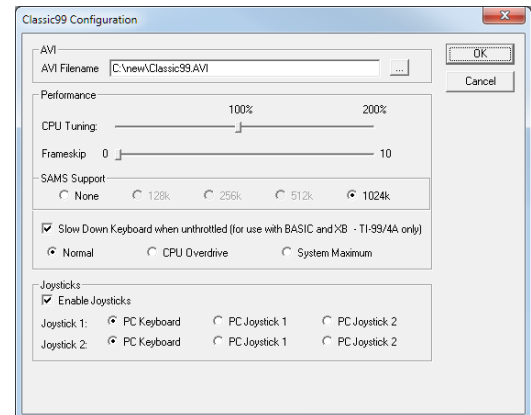 Classic99 Configuration
OK
Cancel
AVI
AVI Filename C:\new\Classic99.AVI ...
Performance
100% 200%
CPU Tuning:
Frameskip 0 10
SAMS Support
None 128k 256k 512k 1024k
Slow Down Keyboard when unthrottled (for use with BASIC and XB - TI-99/4A only)
Normal CPU Overdrive System Maximum
Joysticks
Enable Joysticks
Joystick 1: PC Keyboard PC Joystick 1 PC Joystick 2
Joystick 2: PC Keyboard PC Joystick 1 PC Joystick 2